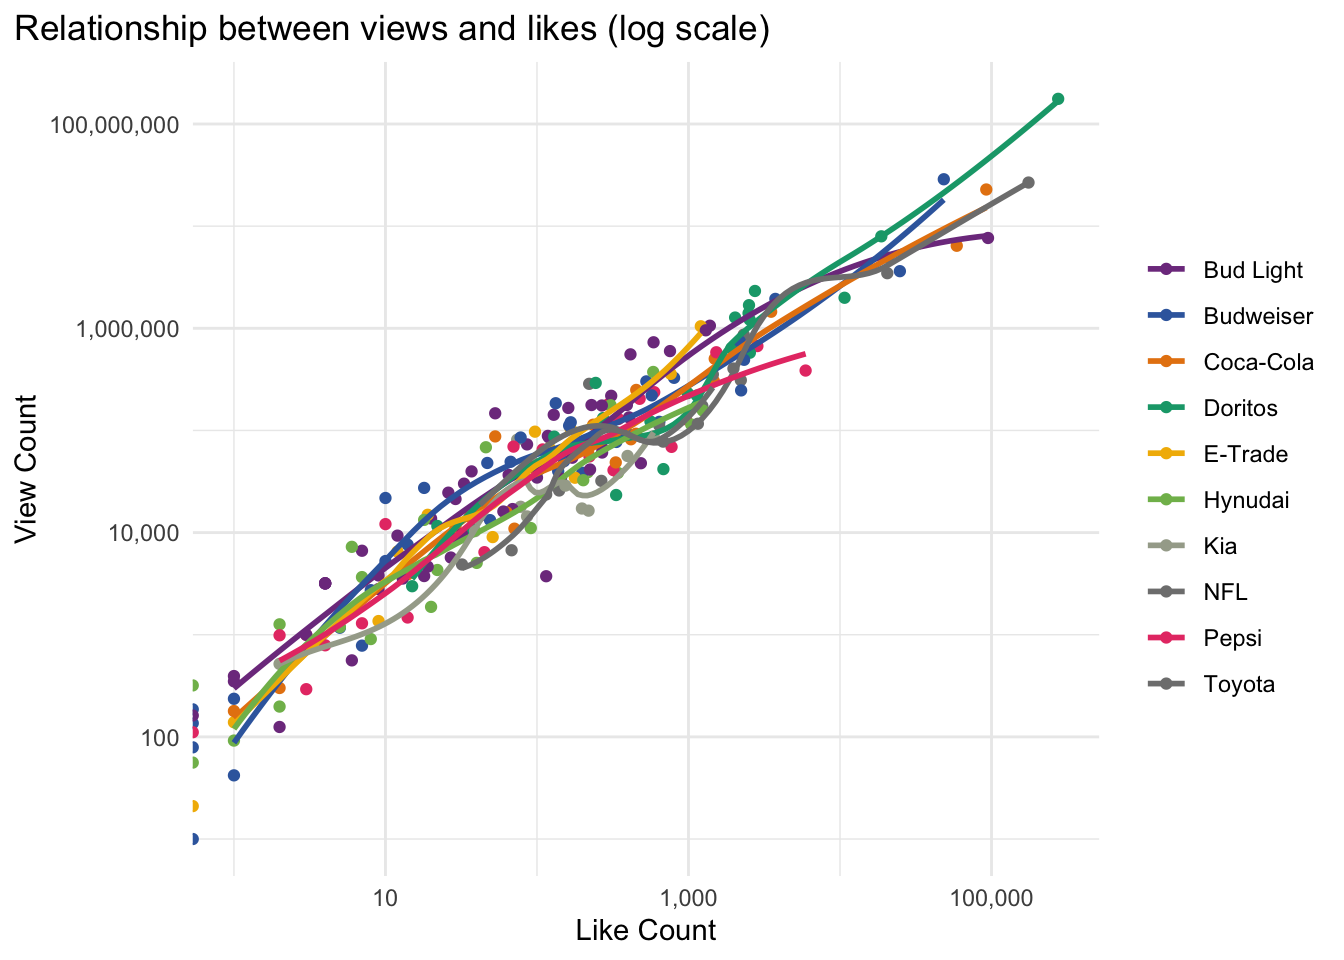 Relationship between views and likes (log scale)
100,000,000
1,000,000
10,000
100
View Count
10
1,000
100,000
Like Count
Bud Light
Budweiser
Coca-Cola
Doritos
E-Trade
Hynudai
Kia
NFL
Pepsi
Toyota